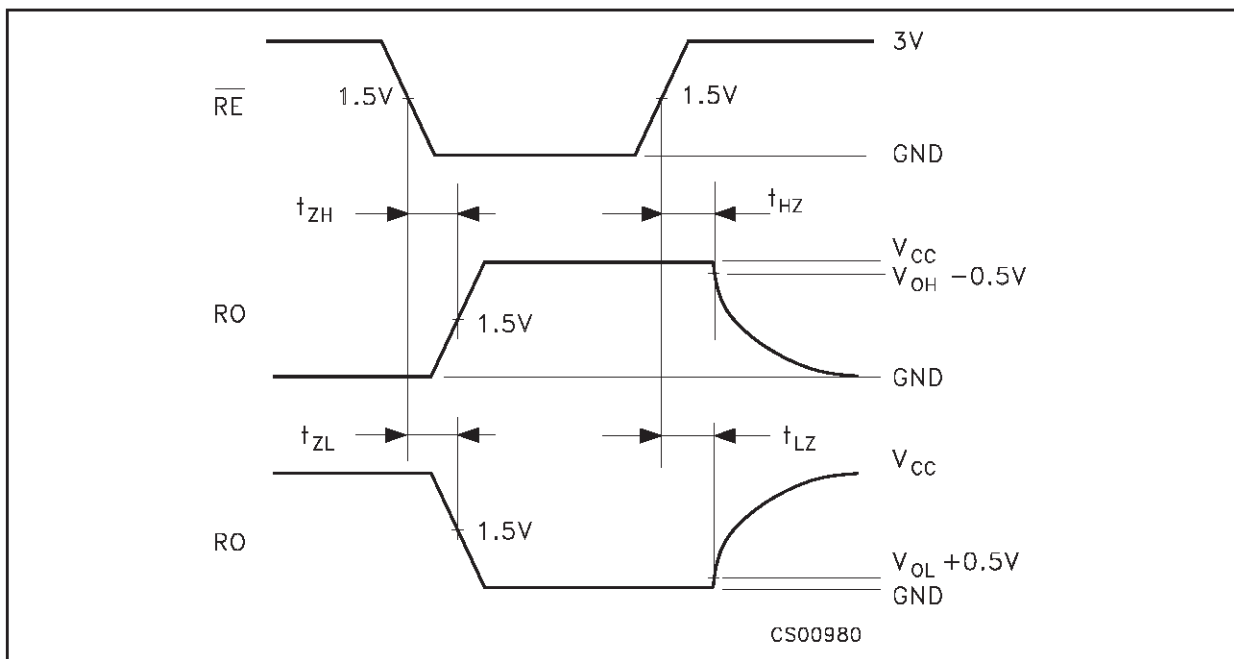 3V
R̅E̅
1.5V
1.5V
GND
tZH
tHZ
VCC
VOH −0.5V
RO
1.5V
GND
tZL
tLZ
VCC
1.5V
RO
VOL +0.5V
GND
CS00980